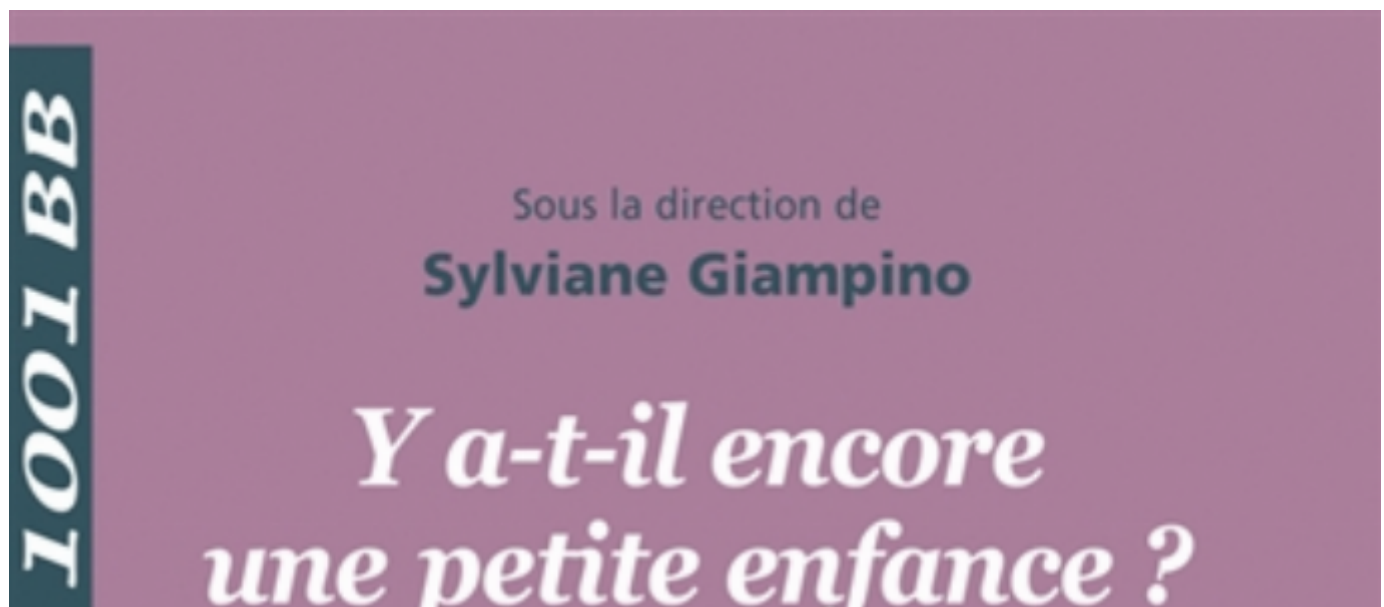 1001 BB
Sous la direction de
Sylviane Giampino
Y a-t-il encore
une petite enfance ?